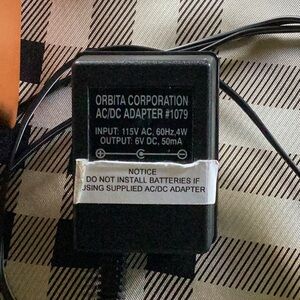 ORBITA CORPORATION
AC/DC ADAPTER #1079
INPUT: 115V AC, 60Hz,4W
OUTPUT: 6V DC, 50mA
NOTICE
DO NOT INSTALL BATTERIES IF
USING SUPPLIED AC/DC ADAPTER